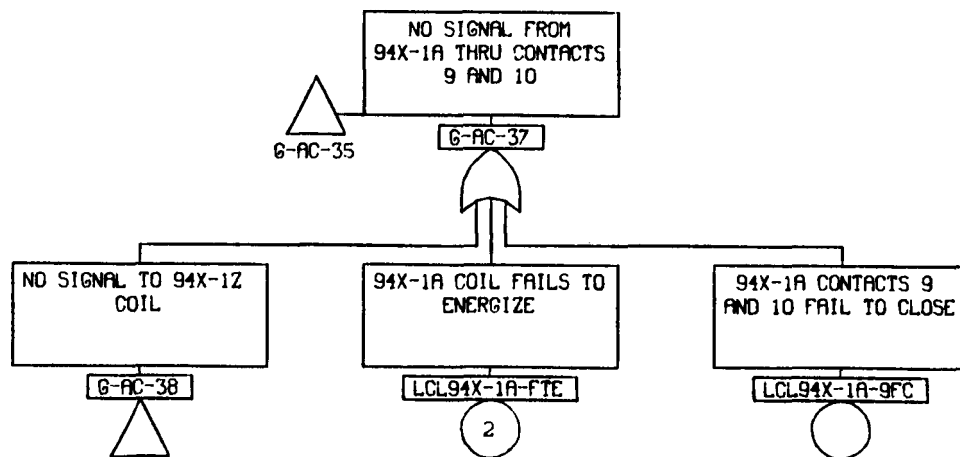 NO SIGNAL FROM
94X-1A THRU CONTACTS
9 AND 10
G-AC-35
G-AC-37
NO SIGNAL TO 94X-1Z
COIL
94X-1A COIL FAILS TO
ENERGIZE
94X-1A CONTACTS 9
AND 10 FAIL TO CLOSE
G-AC-38
LCL94X-1A-FTE
LCL94X-1A-9FC
2